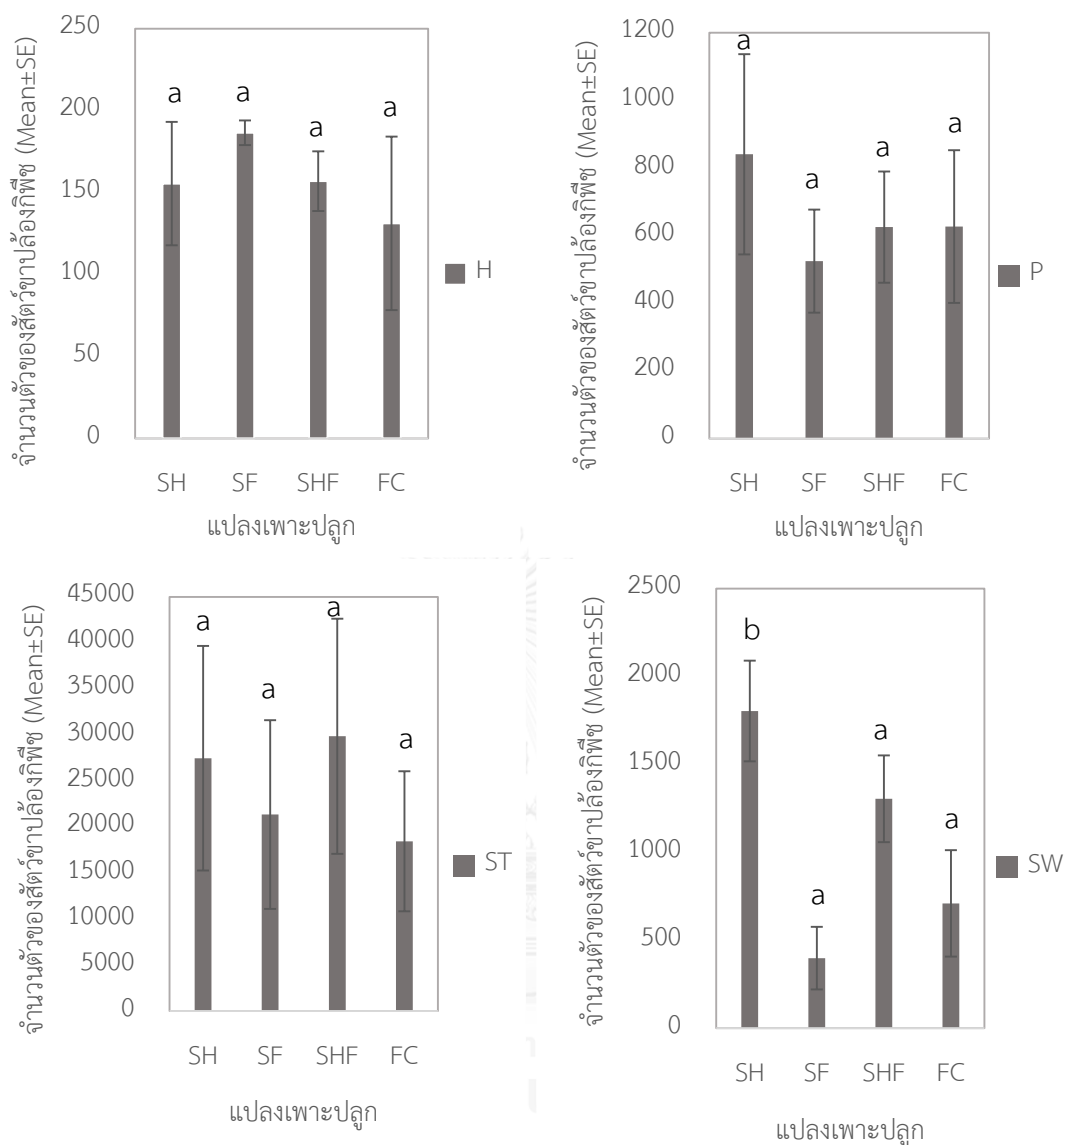 จำนวนตัวของสัตว์ขาปล้องกินพืช (Mean±SE)
250
200
150
100
50
0
a
a
a
a
SH SF SHF FC
แปลงเพาะปลูก
H
จำนวนตัวของสัตว์ขาปล้องกินพืช (Mean±SE)
1200
1000
800
600
400
200
0
a
a
a
a
SH SF SHF FC
แปลงเพาะปลูก
P
จำนวนตัวของสัตว์ขาปล้องกินพืช (Mean±SE)
45000
40000
35000
30000
25000
20000
15000
10000
5000
0
a
a
a
a
SH SF SHF FC
แปลงเพาะปลูก
ST
จำนวนตัวของสัตว์ขาปล้องกินพืช (Mean±SE)
2500
2000
1500
1000
500
0
b
a
a
a
SH SF SHF FC
แปลงเพาะปลูก
SW